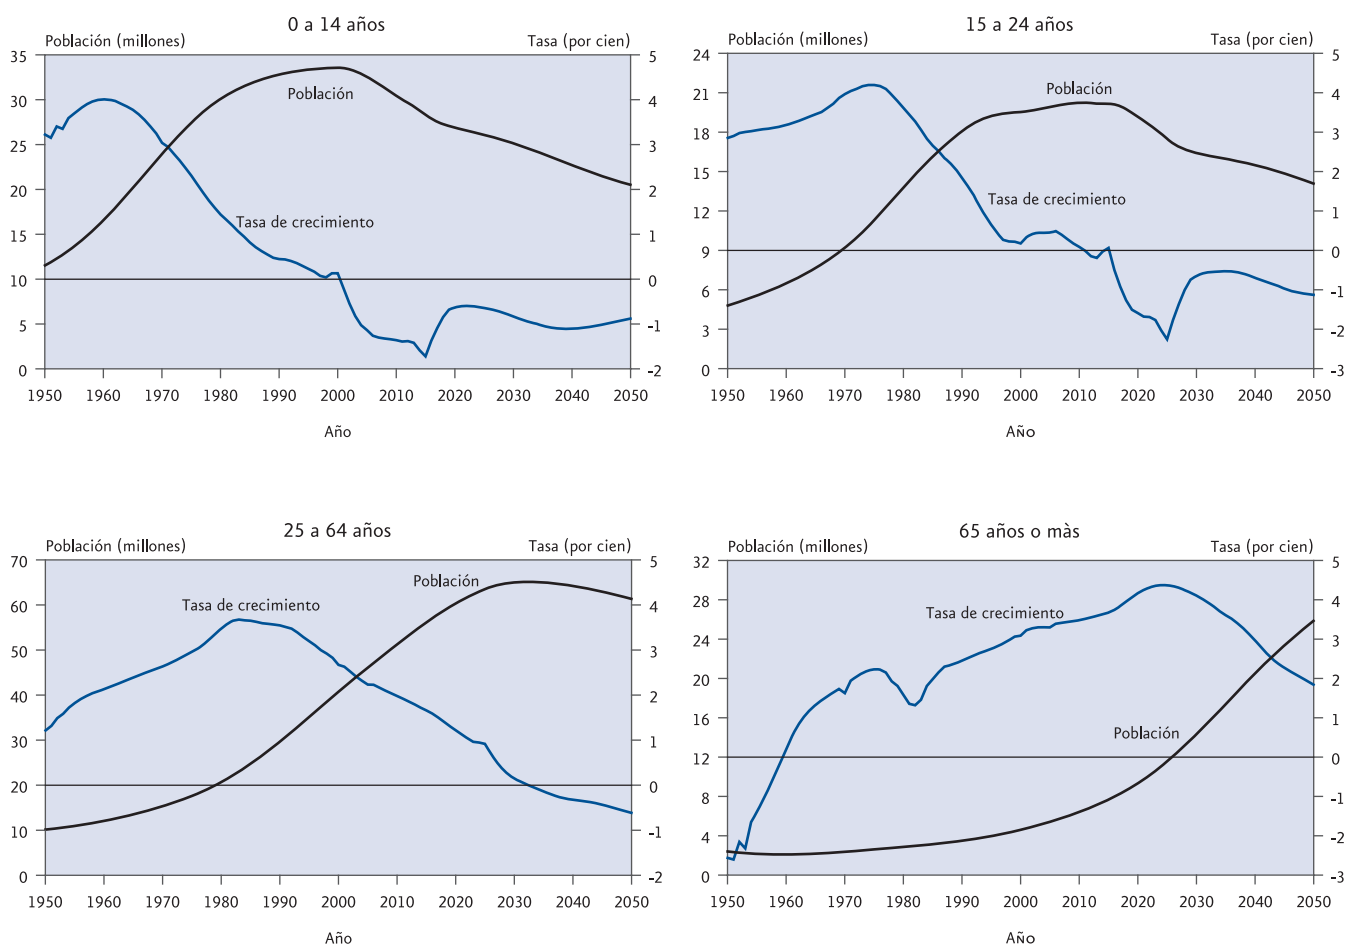 0 a 14 años
Población (millones) Tasa (por cien)
35 5
30 4
25 3
20 2
15 1
10 0
5 -1
0 -2
Población
Tasa de crecimiento
1950 1960 1970 1980 1990 2000 2010 2020 2030 2040 2050
Año
15 a 24 años
Población (millones) Tasa (por cien)
24 5
21 4
18 3
15 2
12 1
9 0
6 -1
3 -2
0 -3
Población
Tasa de crecimiento
1950 1960 1970 1980 1990 2000 2010 2020 2030 2040 2050
Año
25 a 64 años
Población (millones) Tasa (por cien)
70 5
60 4
50 3
40 2
30 1
20 0
10 -1
0 -2
Población
Tasa de crecimiento
1950 1960 1970 1980 1990 2000 2010 2020 2030 2040 2050
Año
65 años o màs
Población (millones) Tasa (por cien)
32 5
28 4
24 3
20 2
16 1
12 0
8 -1
4 -2
0 -3
Tasa de crecimiento
Población
1950 1960 1970 1980 1990 2000 2010 2020 2030 2040 2050
Año